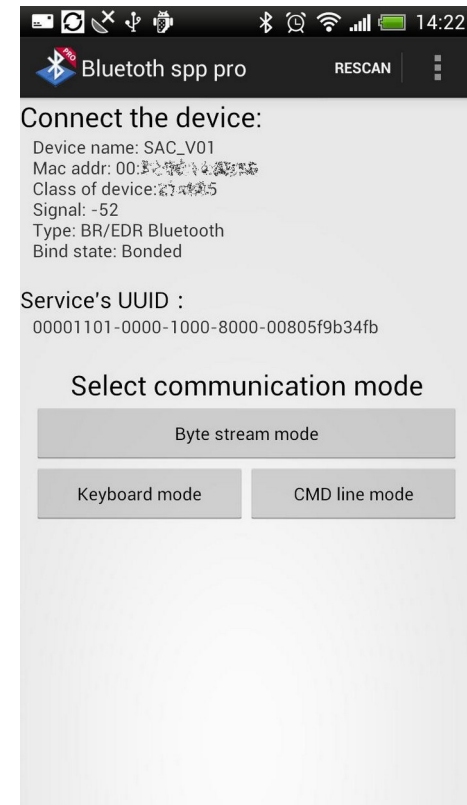 14:22
PRO
Bluetoth spp pro
RESCAN
Connect the device:
Device name: SAC_V01
Mac addr: 00:
Class of device:
Signal: -52
Type: BR/EDR Bluetooth
Bind state: Bonded
Service's UUID：
00001101-0000-1000-8000-00805f9b34fb
Select communication mode
Byte stream mode
Keyboard mode
CMD line mode